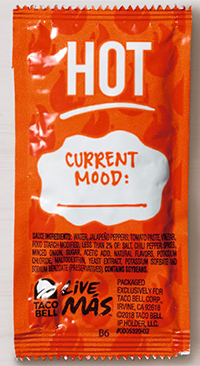 HOT
CURRENT
MOOD:
SAUCE INGREDIENTS: WATER, JALAPEÑO PEPPERS, TOMATO PASTE, VINEGAR,
FOOD STARCH-MODIFIED, LESS THAN 2% OF: SALT, CHILI PEPPER, SPICES,
MINCED ONION, SUGAR, ACETIC ACID, NATURAL FLAVORS, POTASSIUM
CHLORIDE, MALTODEXTRIN, YEAST EXTRACT, POTASSIUM SORBATE AND
SODIUM BENZOATE (PRESERVATIVES). CONTAINS SOYBEANS.
TACO
BELL
LiVE
MÁS
PACKAGED
EXCLUSIVELY FOR
TACO BELL CORP.,
IRVINE, CA 92618
©2018 TACO BELL
IP HOLDER, LLC.
B6